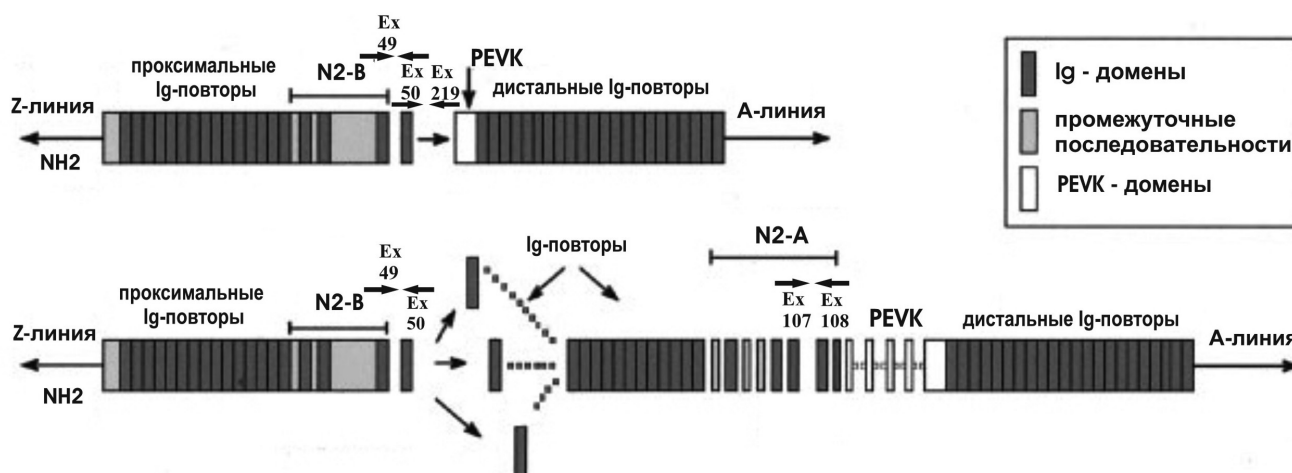 Ex
49
проксимальные
Ig-повторы
N2-B
Ex
50
Ex
219
PEVK
дистальные Ig-повторы
Z-линия
NH2
А-линия
Ig - домены
промежуточные
последовательности
PEVK - домены
Ex
49
проксимальные
Ig-повторы
N2-B
Ex
50
Ig-повторы
N2-A
Ex
107
Ex
108
PEVK
дистальные Ig-повторы
Z-линия
NH2
А-линия